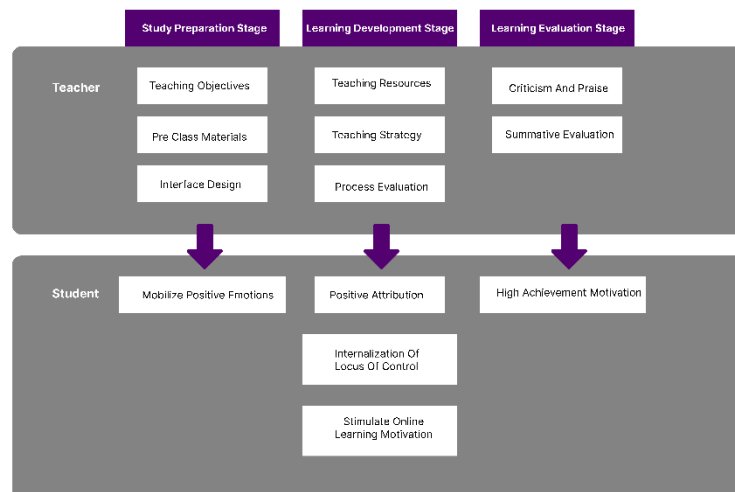 Study Preparation Stage
Learning Development Stage
Learning Evaluation Stage
Teacher
Teaching Objectives
Teaching Resources
Criticism And Praise
Pre Class Materials
Teaching Strategy
Summative Evaluation
Interface Design
Process Evaluation
Student
Mobilize Positive Emotions
Positive Attribution
High Achievement Motivation
Internalization Of
Locus Of Control
Stimulate Online
Learning Motivation